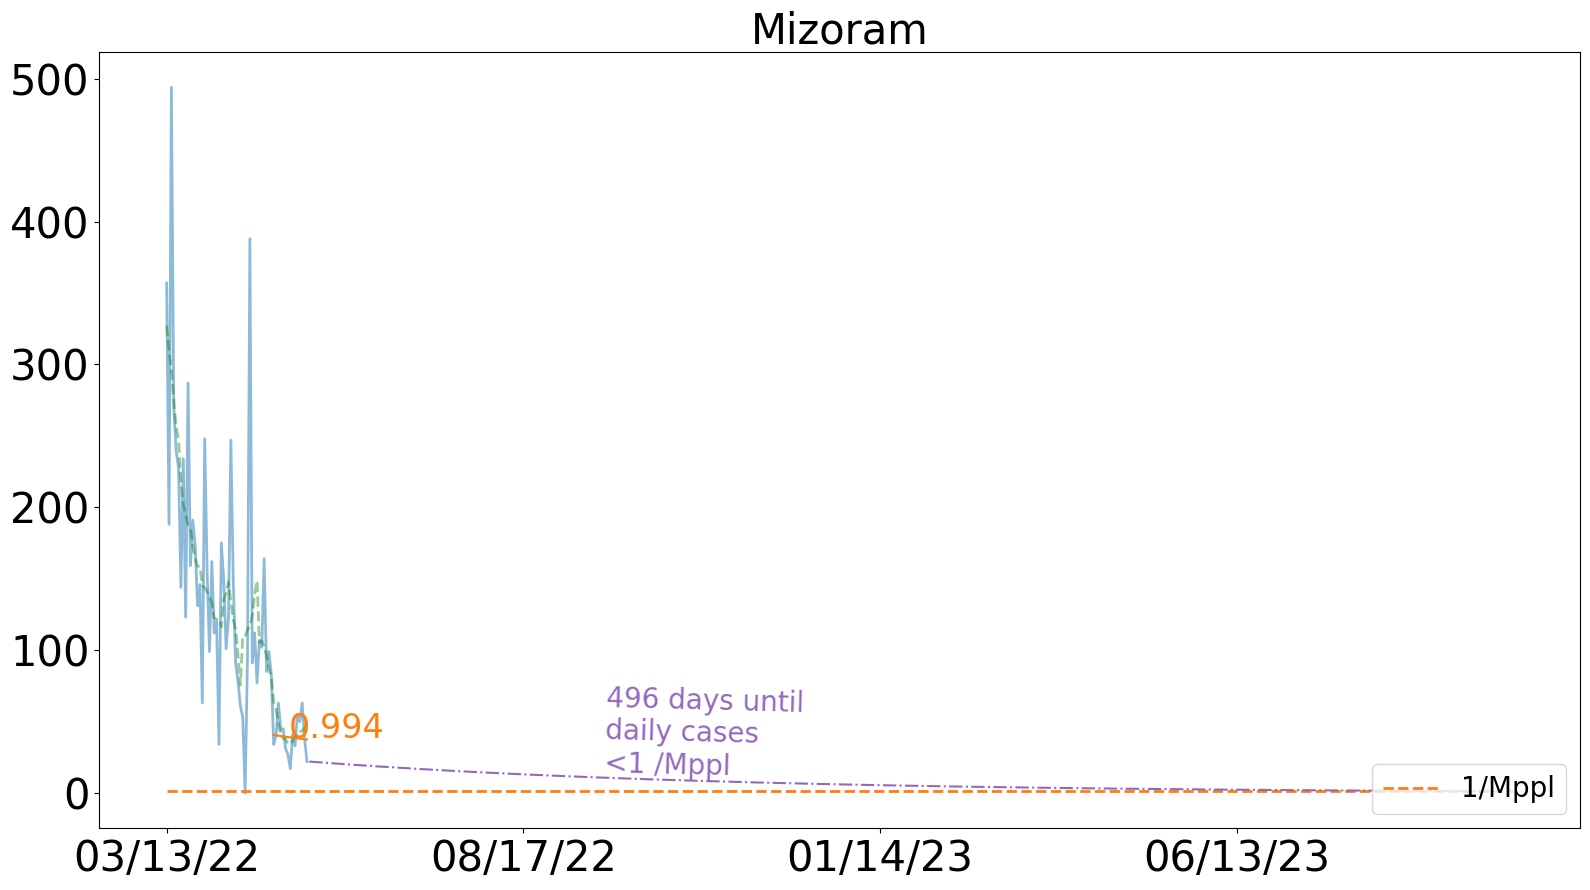 Mizoram
500
400
300
200
100
0
0.994
496 days until
daily cases
<1 /Mppl
1/Mppl
03/13/22
08/17/22
01/14/23
06/13/23